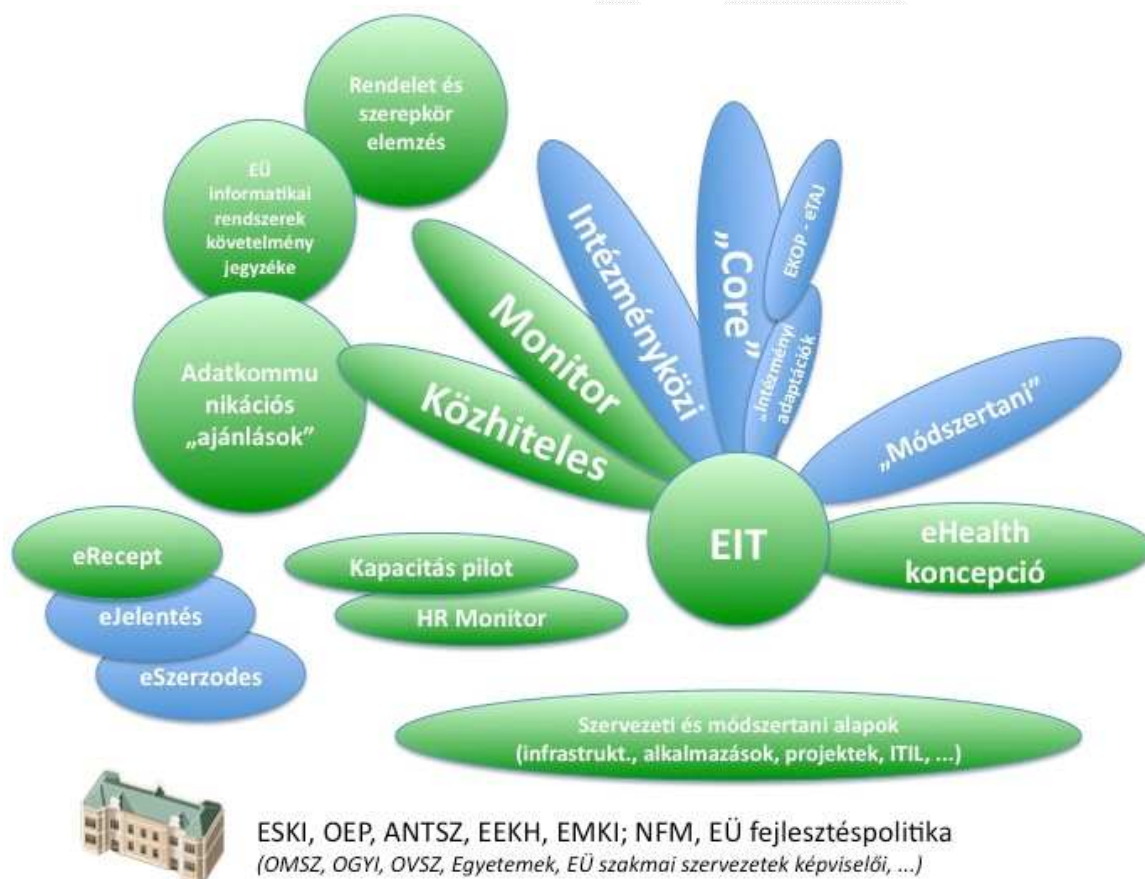 Rendelet és
szerepkör
elemzés
EÜ
informatikai
rendszerek
követelmény
jegyzéke
Adatkommu
nikációs
„ajánlások”
Közhiteles
Monitor
Intézményközi
„Core”
EKOP - eTAJ
„Intézményi
adaptációk
„Módszertani”
EIT
eHealth
koncepció
eRecept
eJelentés
eSzerzodes
Kapacitás pilot
HR Monitor
Szervezeti és módszertani alapok
(infrastrukt., alkalmazások, projektek, ITIL, ...)
ESKI, OEP, ANTSZ, EEKH, EMKI; NFM, EÜ fejlesztéspolitika
(OMSZ, OGYI, OVSZ, Egyetemek, EÜ szakmai szervezetek képviselői, ...)